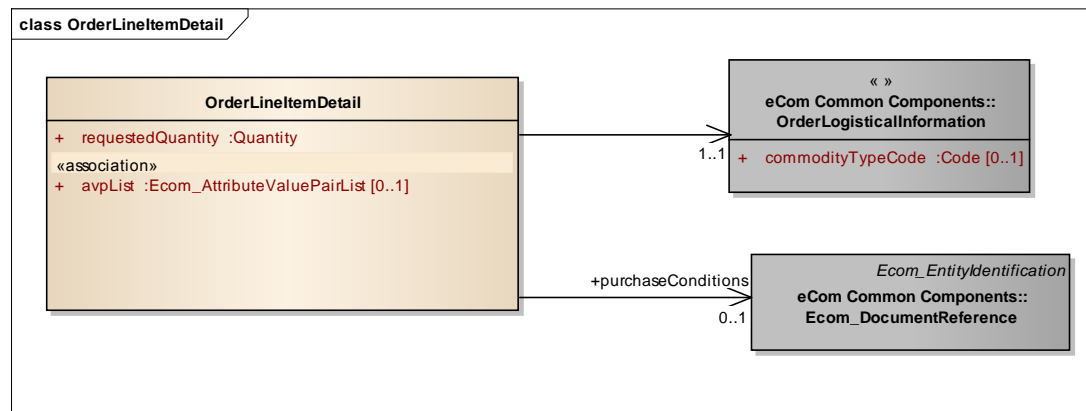 class OrderLineItemDetail
OrderLineItemDetail
+ requestedQuantity :Quantity
«association»
+ avpList :Ecom_AttributeValuePairList [0..1]
« »
eCom Common Components::
OrderLogisticalInformation
+ commodityTypeCode :Code [0..1]
1..1
+purchaseConditions
0..1
Ecom_EntityIdentification
eCom Common Components::
Ecom_DocumentReference